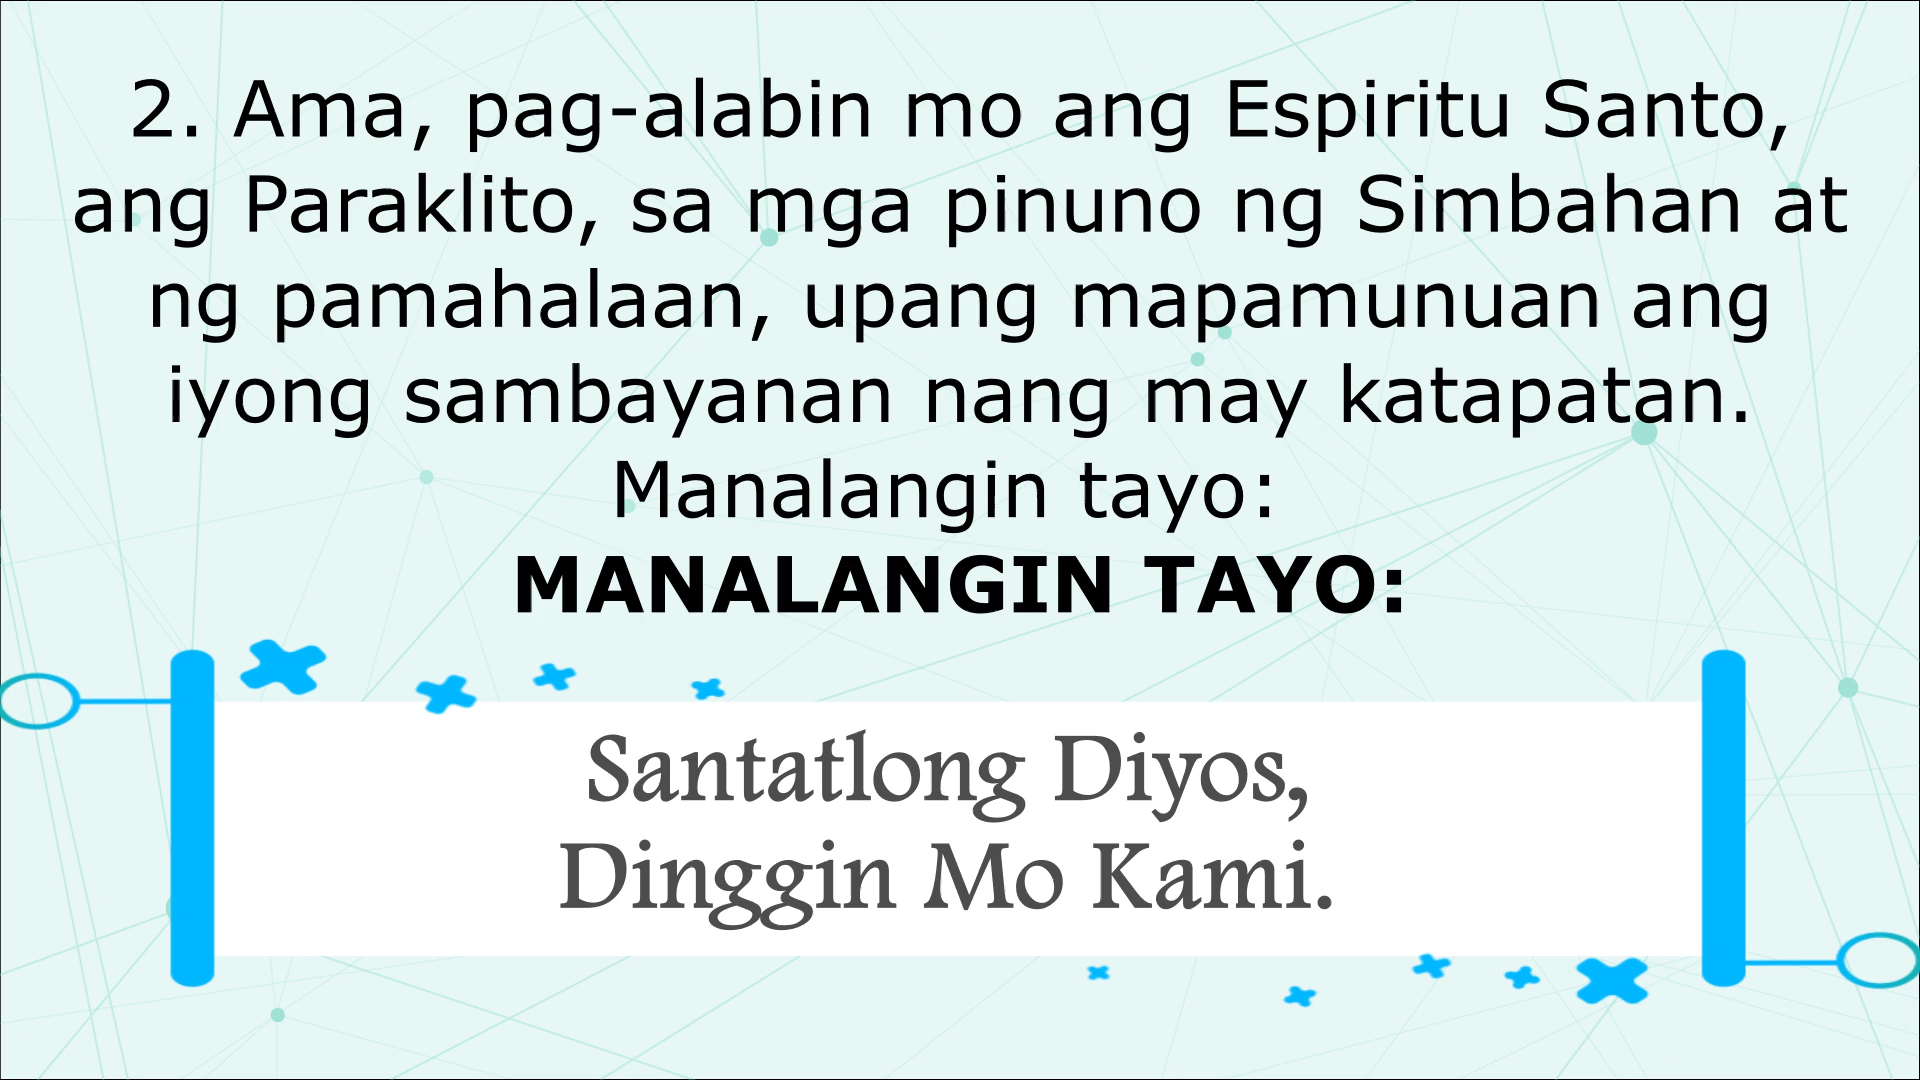 2. Ama, pag-alabin mo ang Espiritu Santo,
ang Paraklito, sa mga pinuno ng Simbahan at
ng pamahalaan, upang mapamunuan ang
iyong sambayanan nang may katapatan.
Manalangin tayo:
MANALANGIN TAYO:
Santatlong Diyos,
Dinggin Mo Kami.